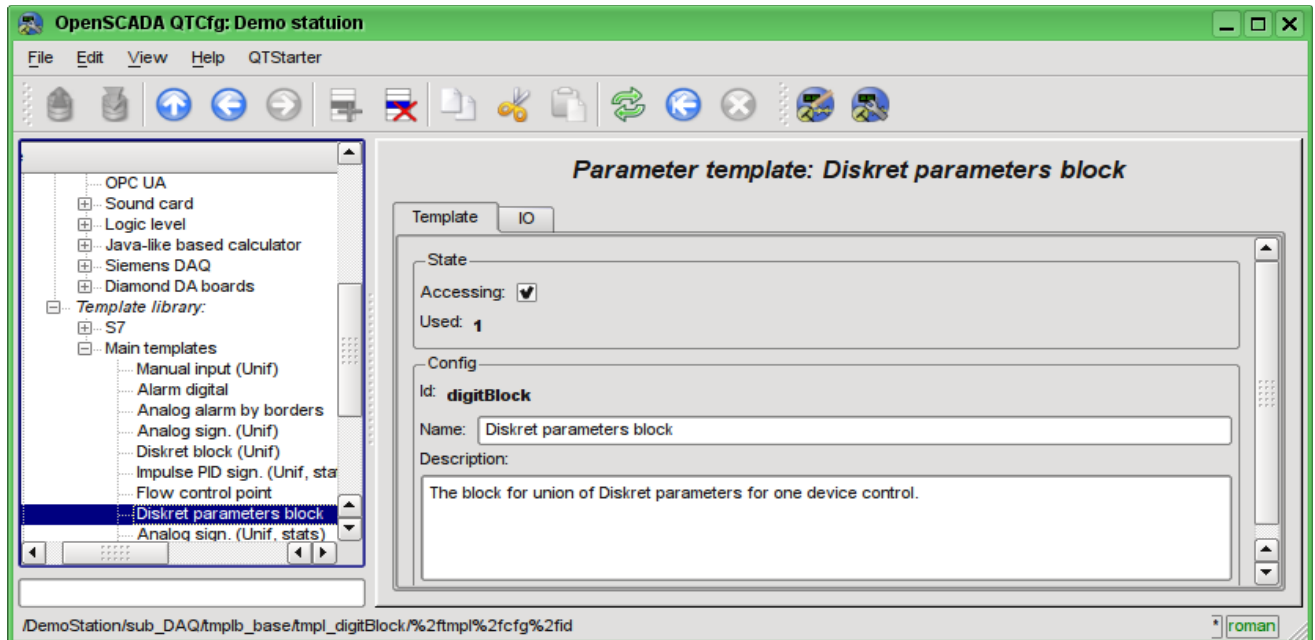 OpenSCADA QTCfg: Demo statuion
File Edit View Help QTStarter
OPC UA
Sound card
Logic level
Java-like based calculator
Siemens DAQ
Diamond DA boards
Template library:
S7
Main templates
Manual input (Unif)
Alarm digital
Analog alarm by borders
Analog sign. (Unif)
Diskret block (Unif)
Impulse PID sign. (Unif, sta
Flow control point
Diskret parameters block
Analog sign. (Unif, stats)
Parameter template: Diskret parameters block
Template IO
State
Accessing:
Used: 1
Config
Id: digitBlock
Name: Diskret parameters block
Description:
The block for union of Diskret parameters for one device control.
/DemoStation/sub_DAQ/tmplb_base/tmpl_digitBlock/%2ftmpl%2fcfg%2fid
* roman